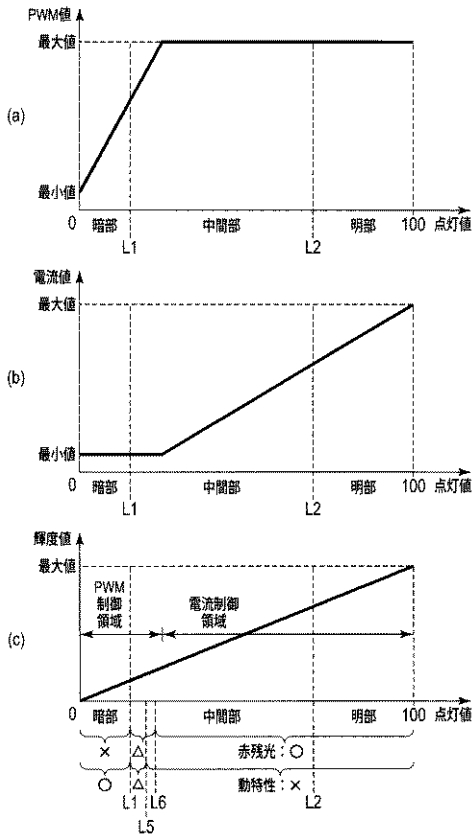 PWM値
最大値
(a)
最小値
0 暗部 中間部 明部 100 点灯値
L1 L2
電流値
最大値
(b)
最小値
0 暗部 中間部 明部 100 点灯値
L1 L2
輝度値
最大値
PWM
制御
領域
電流制御
領域
(c)
0 暗部 中間部 明部 100 点灯値
× △ 赤残光:○
○ △ 動特性:×
L1 L6 L2
L5